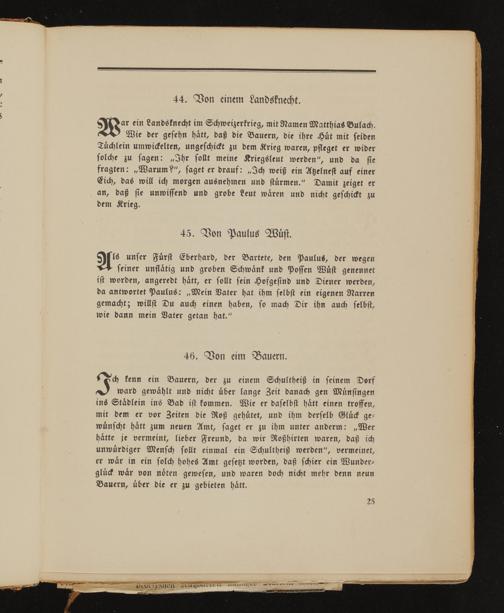 44. Von einem Landsknecht.
War ein Landsknecht im Schweizerkrieg, mit Namen Matthias Gulach.
Wie der gesehn hätt, daß die Bauern, die ihre Hüt mit seiden
Tüchlein umwickelten, ungeschickt zu dem Krieg waren, pfleget er wider
solche zu sagen: „Ihr sollt meine Kriegsleut werden“, und da sie
fragten: „Warum?“, saget er drauf: „Ich weiß ein Atzelnest auf einer
Eich, das will ich morgen ausnehmen und stürmen.“ Damit zeiget er
an, daß sie unwissend und grobe Leut wären und nicht geschickt zu
dem Krieg.
45. Von Paulus Wüst.
Als unser Fürst Eberhard, der Bartete, den Paulus, der wegen
seiner unflätig und groben Schwänk und Possen Wüst genennet
ist worden, angeredt hätt, er sollt sein Hofgesind und Diener werden,
da antwortet Paulus: „Mein Vater hat ihm selbst ein eigenen Narren
gemacht; willst Du auch einen haben, so mach Dir ihn auch selbst,
wie dann mein Vater getan hat.“
46. Von eim Bauern.
Ich kenn ein Bauern, der zu einem Schultheiß in seinem Dorf
ward gewählt und nicht über lange Zeit danach gen Münsingen
ins Städlein ins Bad ist kommen. Wie er daselbst hätt einen troffen,
mit dem er vor Zeiten die Roß gehütet, und ihm derselb Glück ge-
wünscht hätt zum neuen Amt, saget er zu ihm unter anderm: „Wer
hätte je vermeint, lieber Freund, da wir Roßhirten waren, daß ich
unwürdiger Mensch sollt einmal ein Schultheiß werden“, vermeinet,
er wär in ein solch hohes Amt gesetzt worden, daß schier ein Wunder-
glück wär von nöten gewesen, und waren doch nicht mehr denn neun
Bauern, über die er zu gebieten hätt.
25